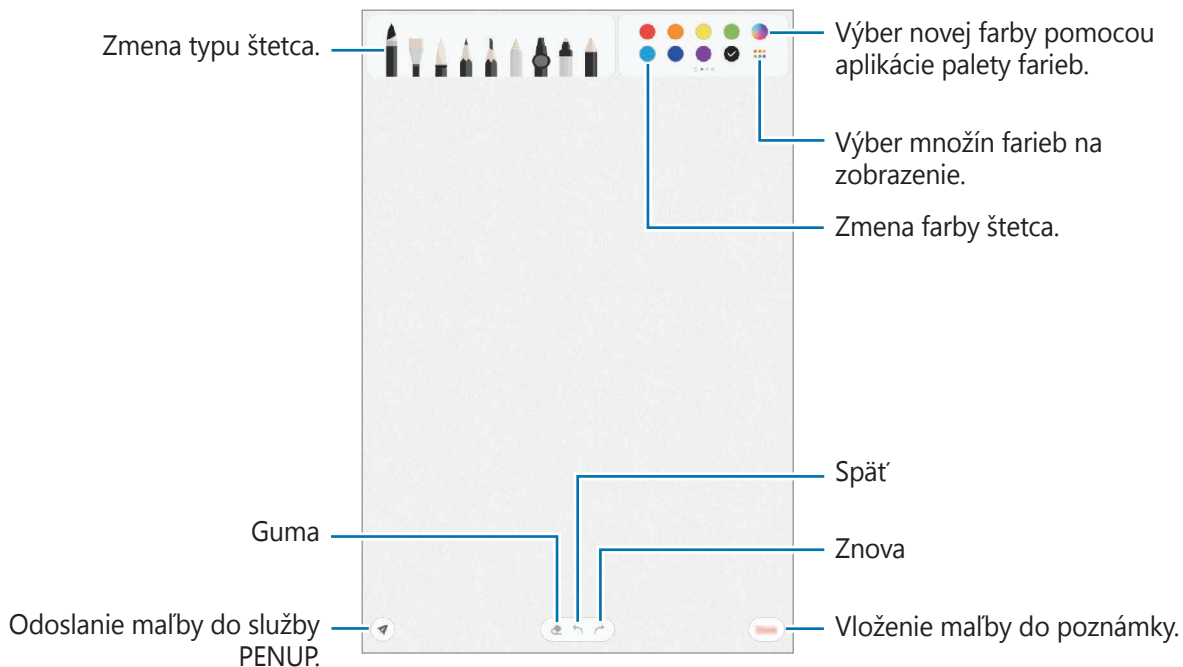 Zmena typu štetca.
Výber novej farby pomocou
aplikácie palety farieb.
Výber množín farieb na
zobrazenie.
Zmena farby štetca.
Späť
Guma
Znova
Odoslanie maľby do služby
PENUP.
Vloženie maľby do poznámky.